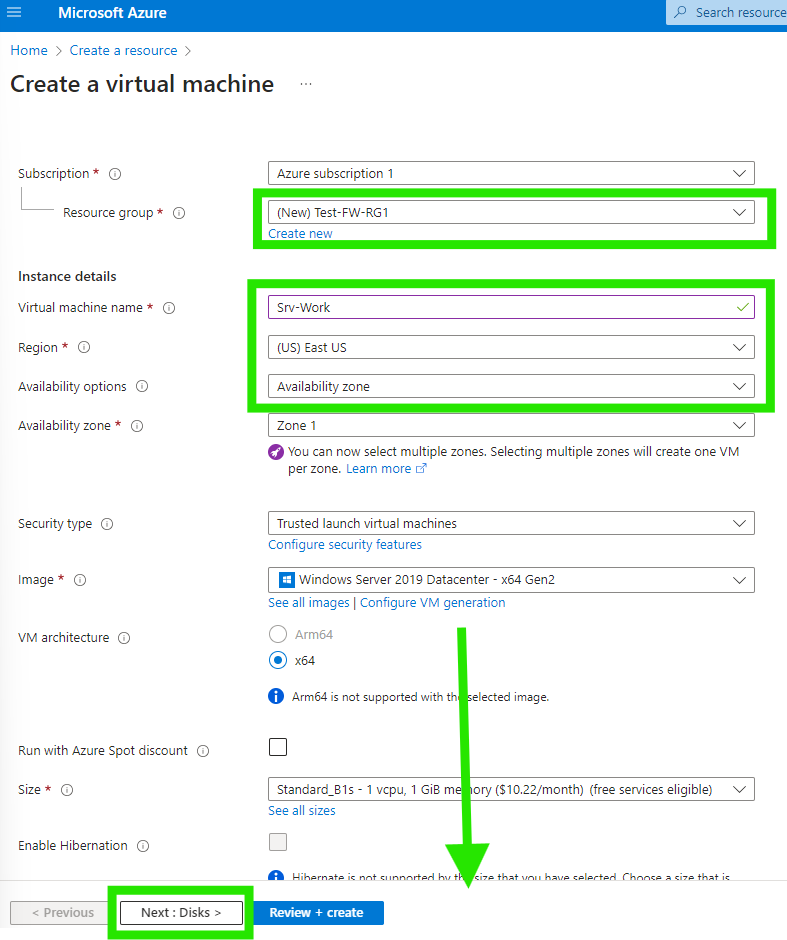 Microsoft Azure
Search resource
Home > Create a resource >
Create a virtual machine ...
Subscription *
Azure subscription 1
Resource group *
(New) Test-FW-RG1
Create new
Instance details
Virtual machine name *
Srv-Work
Region *
(US) East US
Availability options
Availability zone
Availability zone *
Zone 1
You can now select multiple zones. Selecting multiple zones will create one VM
per zone. Learn more
Security type
Trusted launch virtual machines
Configure security features
Image *
Windows Server 2019 Datacenter - x64 Gen2
See all images | Configure VM generation
VM architecture
Arm64
x64
Arm64 is not supported with the selected image.
Run with Azure Spot discount
Size *
Standard_B1s - 1 vcpu, 1 GiB memory ($10.22/month) (free services eligible)
See all sizes
Enable Hibernation
Hibernate is not supported by the size that you have selected. Choose a size that is
< Previous
Next : Disks >
Review + create